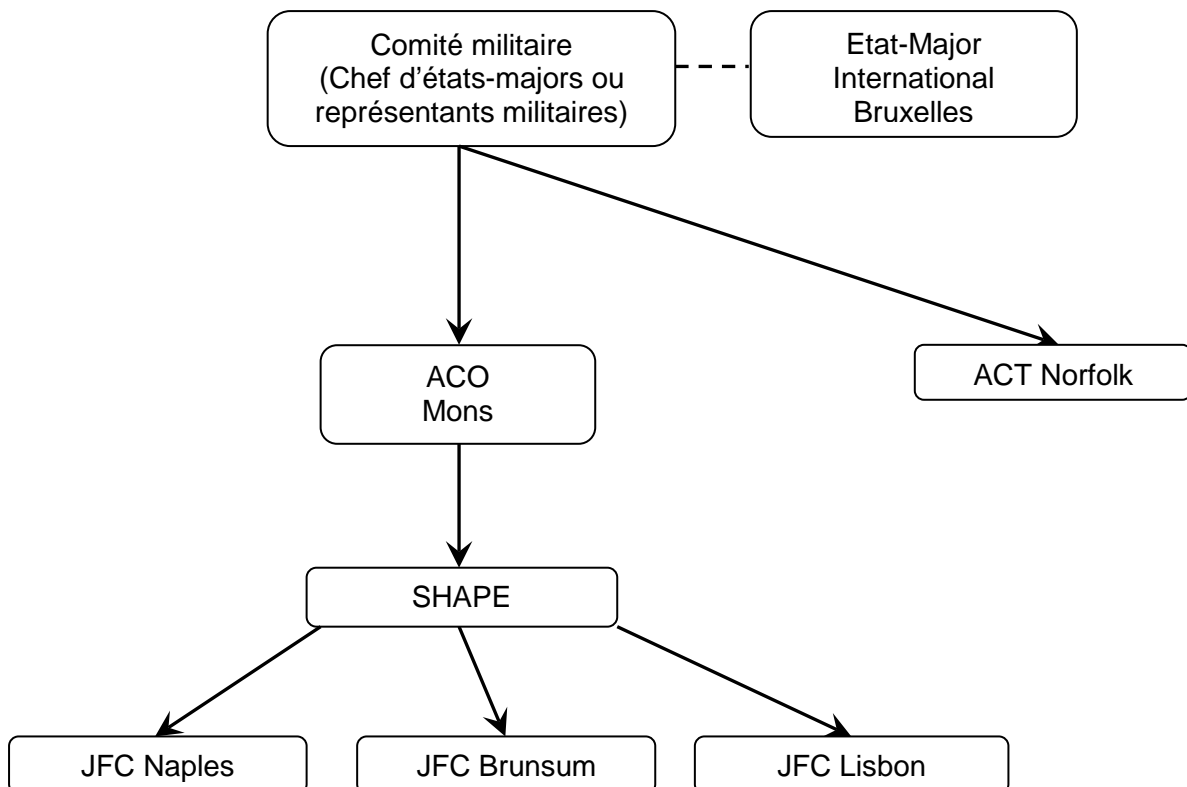 Comité militaire
(Chef d’états-majors ou
représentants militaires)
Etat-Major
International
Bruxelles
ACO
Mons
ACT Norfolk
SHAPE
JFC Naples
JFC Brunsum
JFC Lisbon